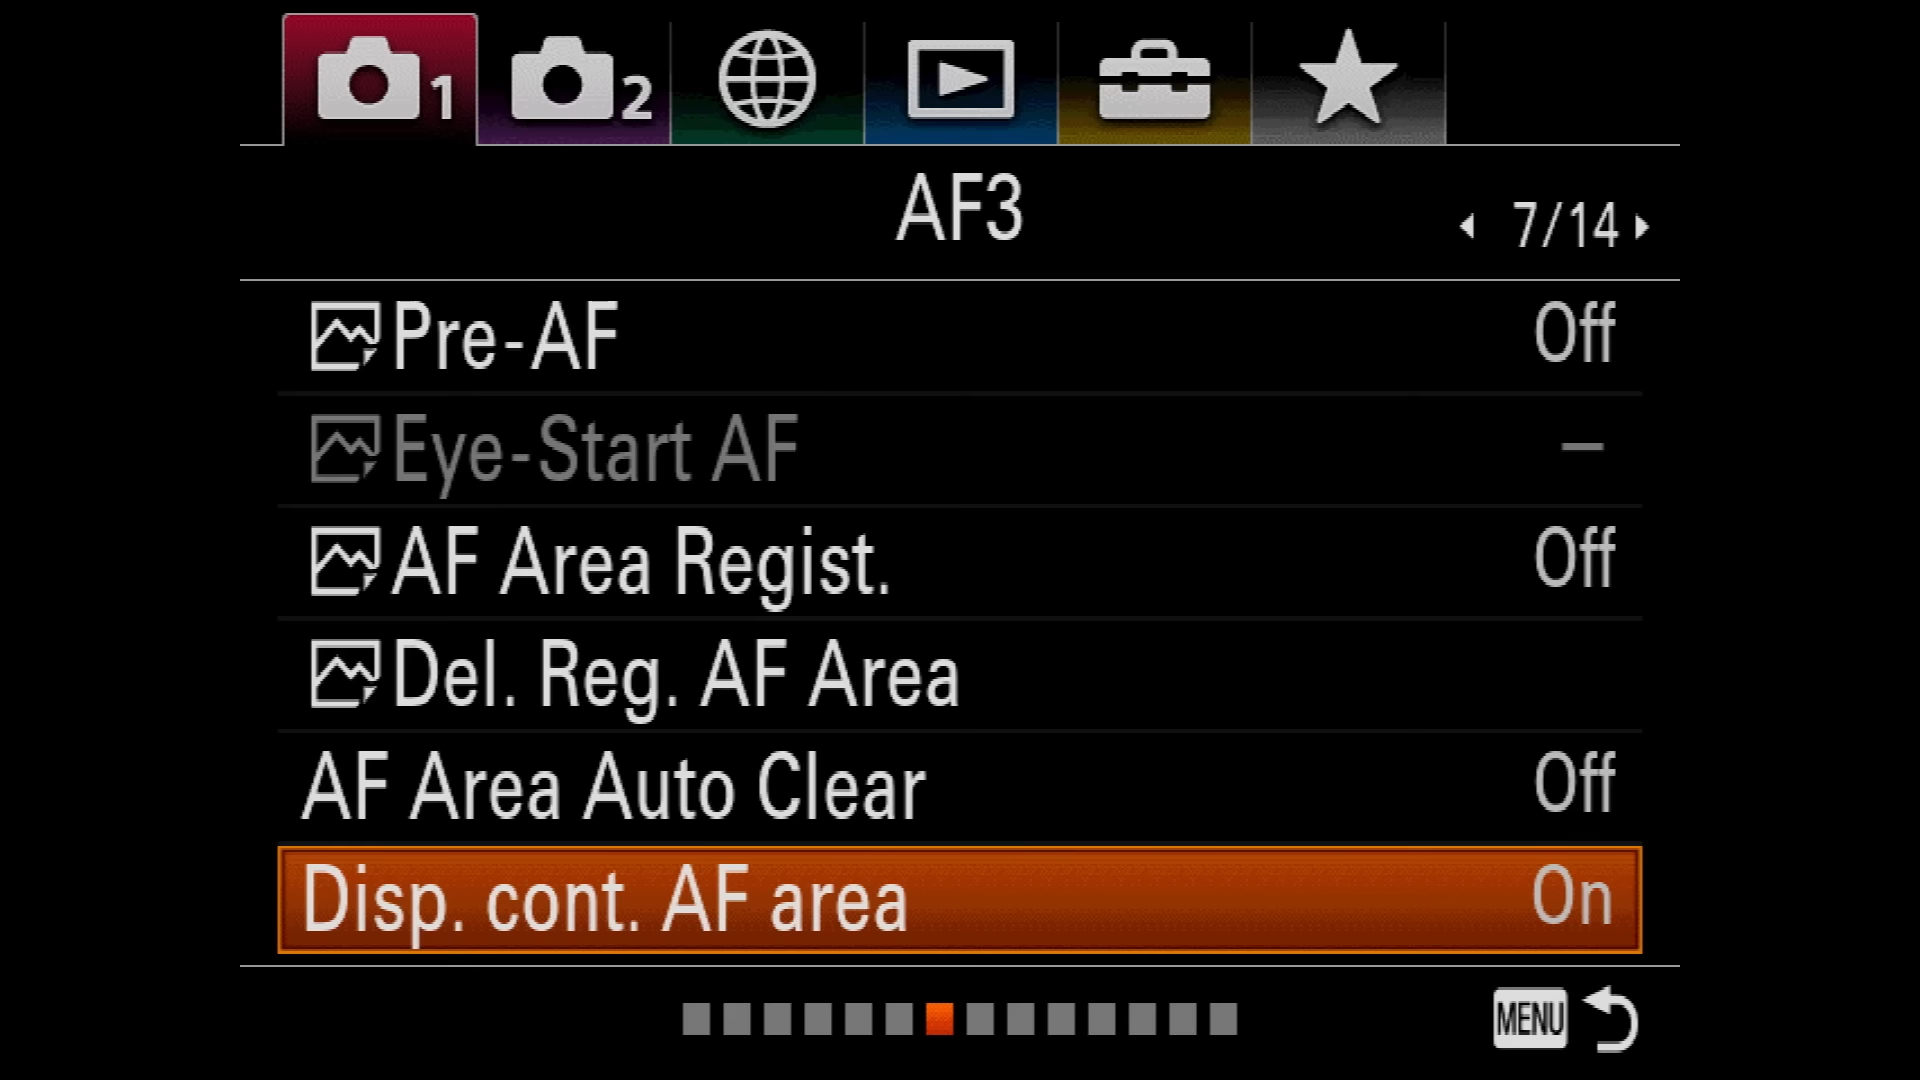 1 2
AF3
7/14
Pre-AF Off
Eye-Start AF –
AF Area Regist. Off
Del. Reg. AF Area
AF Area Auto Clear Off
Disp. cont. AF area On
MENU